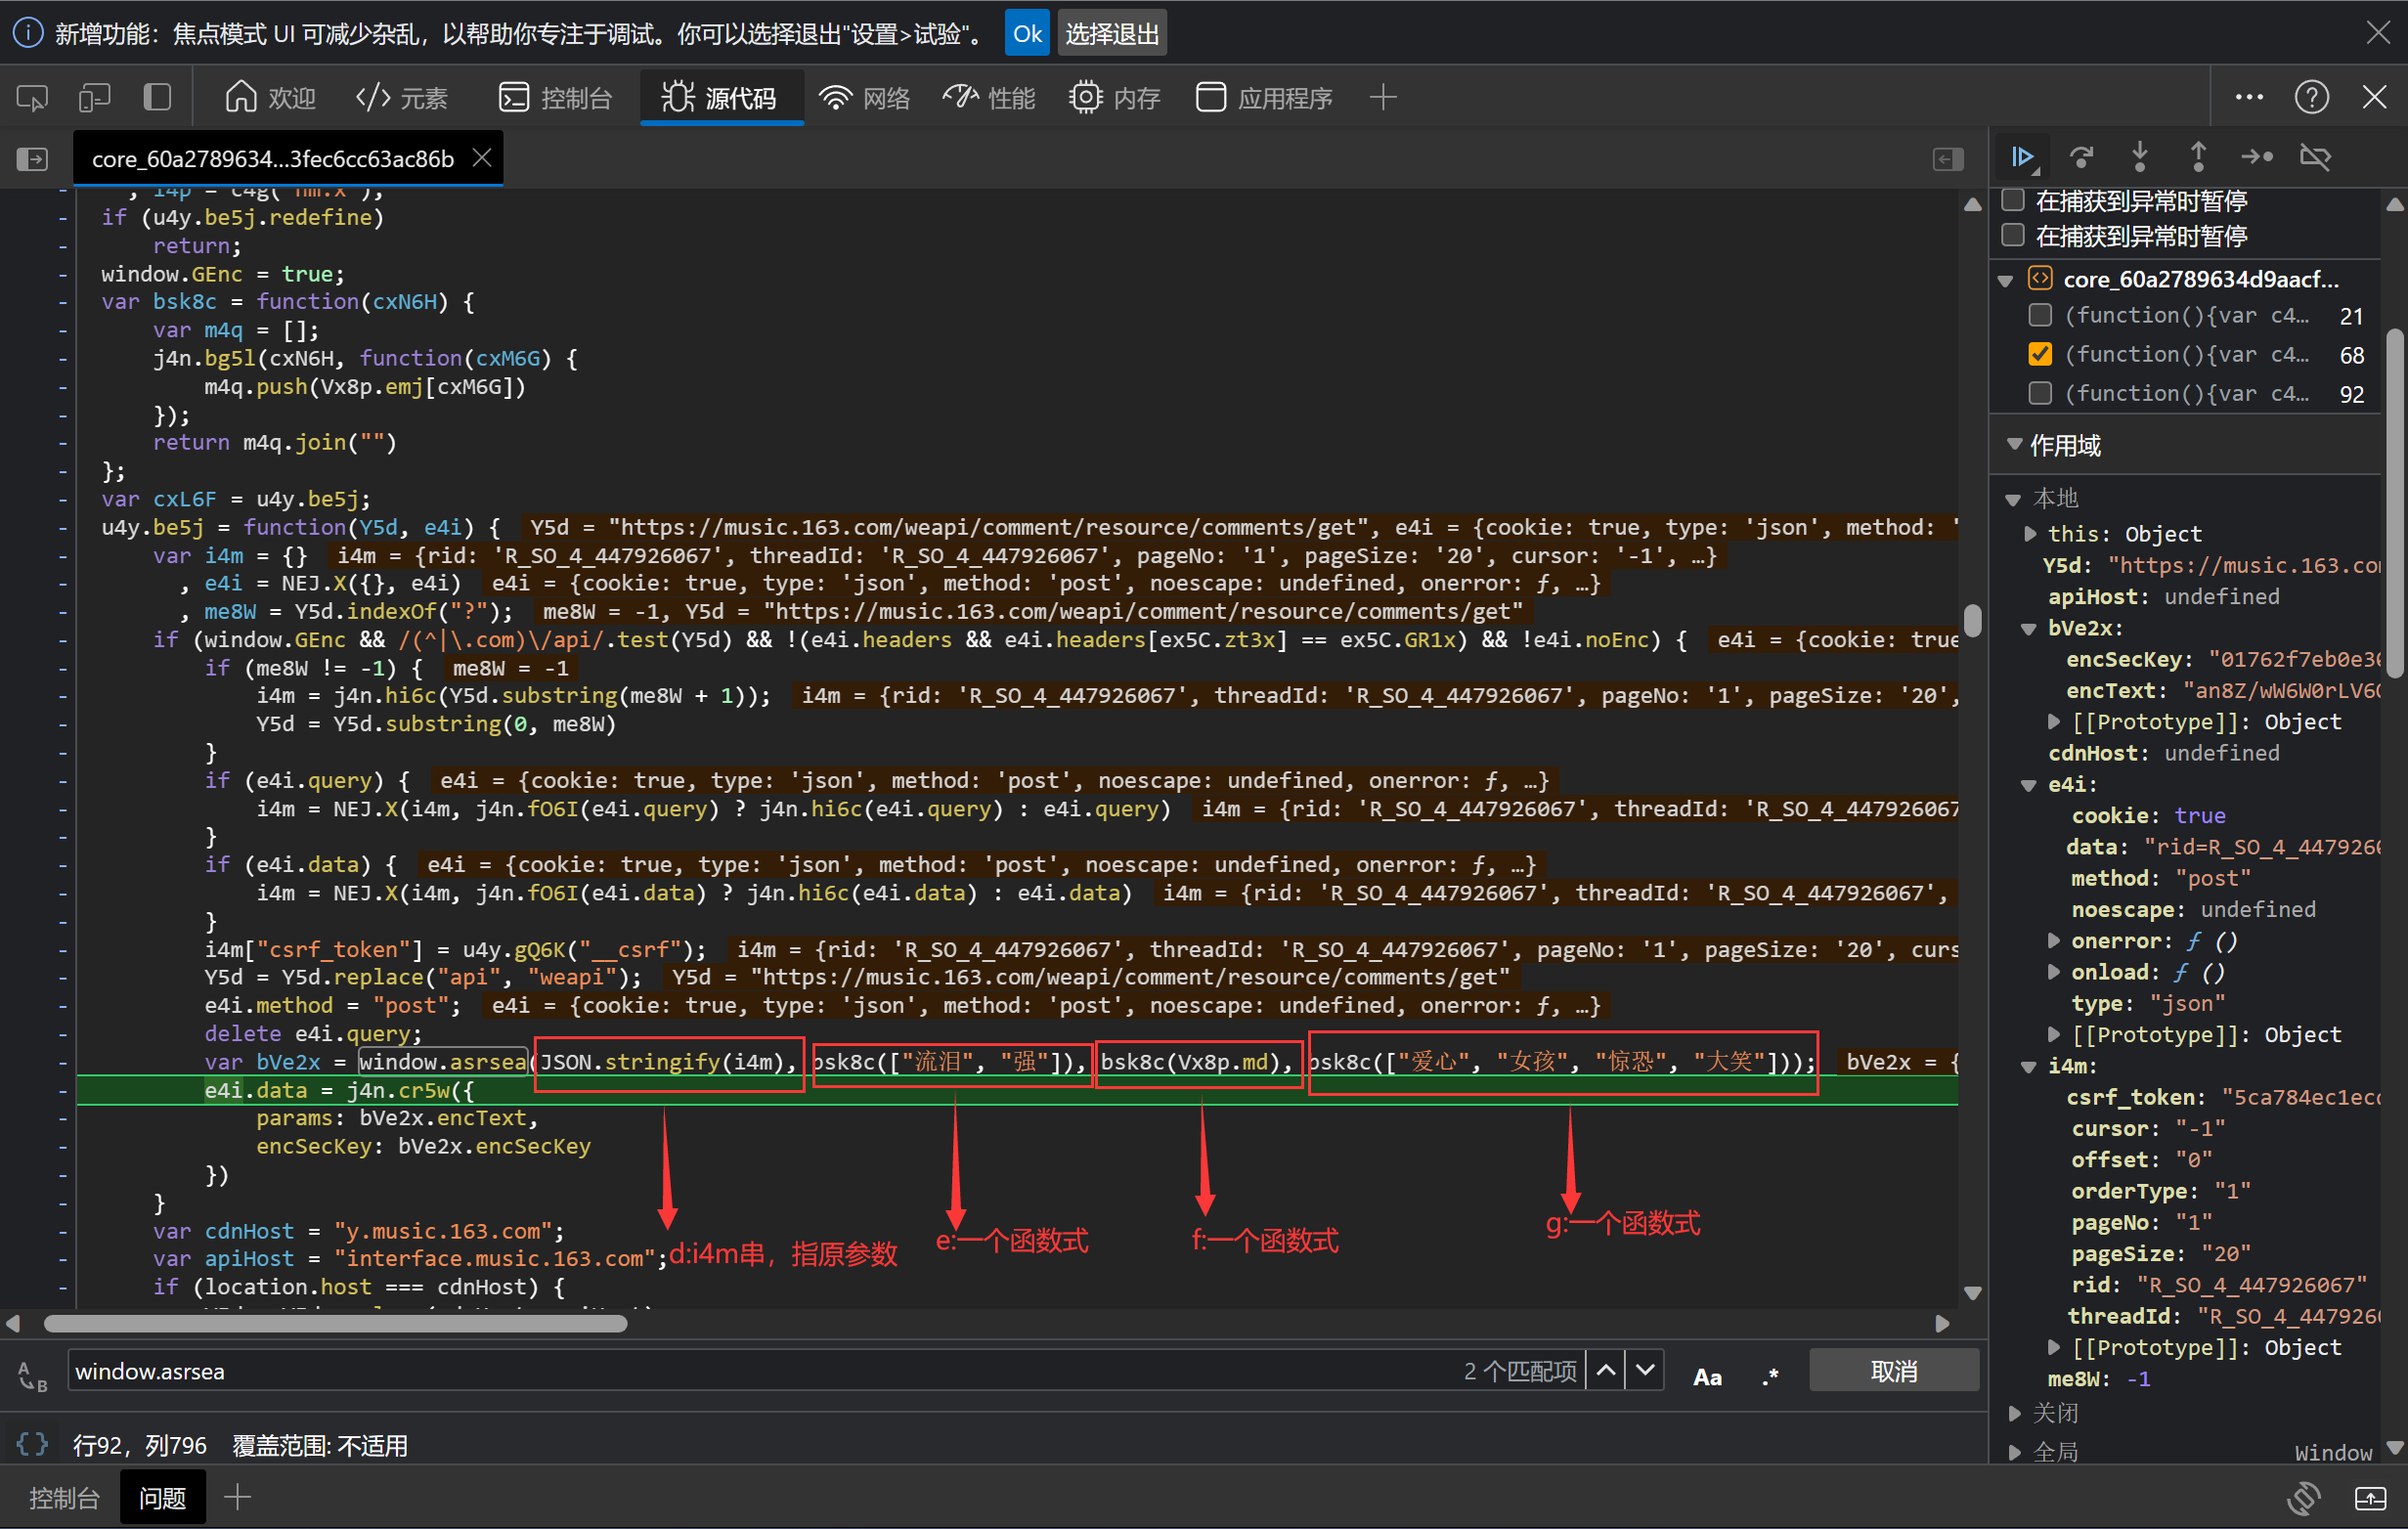 新增功能：焦点模式 UI 可减少杂乱，以帮助你专注于调试。你可以选择退出"设置>试验"。 Ok 选择退出
欢迎 元素 控制台 源代码 网络 性能 内存 应用程序
core_60a2789634...3fec6cc63ac86b
, i4p = c4g("nm.x");
if (u4y.be5j.redefine)
return;
window.GEnc = true;
var bsk8c = function(cxN6H) {
var m4q = [];
j4n.bg5l(cxN6H, function(cxM6G) {
m4q.push(Vx8p.emj[cxM6G])
});
return m4q.join("")
};
var cxL6F = u4y.be5j;
u4y.be5j = function(Y5d, e4i) { Y5d = "https://music.163.com/weapi/comment/resource/comments/get", e4i = {cookie: true, type: 'json', method: '
var i4m = {} i4m = {rid: 'R_SO_4_447926067', threadId: 'R_SO_4_447926067', pageNo: '1', pageSize: '20', cursor: '-1', …}
, e4i = NEJ.X({}, e4i) e4i = {cookie: true, type: 'json', method: 'post', noescape: undefined, onerror: ƒ, …}
, me8W = Y5d.indexOf("?"); me8W = -1, Y5d = "https://music.163.com/weapi/comment/resource/comments/get"
if (window.GEnc && /(^|\.com)\/api/.test(Y5d) && !(e4i.headers && e4i.headers[ex5C.zt3x] == ex5C.GR1x) && !e4i.noEnc) { e4i = {cookie: true
if (me8W != -1) { me8W = -1
i4m = j4n.hi6c(Y5d.substring(me8W + 1)); i4m = {rid: 'R_SO_4_447926067', threadId: 'R_SO_4_447926067', pageNo: '1', pageSize: '20',
Y5d = Y5d.substring(0, me8W)
}
if (e4i.query) { e4i = {cookie: true, type: 'json', method: 'post', noescape: undefined, onerror: ƒ, …}
i4m = NEJ.X(i4m, j4n.fO6I(e4i.query) ? j4n.hi6c(e4i.query) : e4i.query) i4m = {rid: 'R_SO_4_447926067', threadId: 'R_SO_4_447926067
}
if (e4i.data) { e4i = {cookie: true, type: 'json', method: 'post', noescape: undefined, onerror: ƒ, …}
i4m = NEJ.X(i4m, j4n.fO6I(e4i.data) ? j4n.hi6c(e4i.data) : e4i.data) i4m = {rid: 'R_SO_4_447926067', threadId: 'R_SO_4_447926067',
}
i4m["csrf_token"] = u4y.gQ6K("__csrf"); i4m = {rid: 'R_SO_4_447926067', threadId: 'R_SO_4_447926067', pageNo: '1', pageSize: '20', curs
Y5d = Y5d.replace("api", "weapi"); Y5d = "https://music.163.com/weapi/comment/resource/comments/get"
e4i.method = "post"; e4i = {cookie: true, type: 'json', method: 'post', noescape: undefined, onerror: ƒ, …}
delete e4i.query;
var bVe2x = window.asrsea(JSON.stringify(i4m), bsk8c(["流泪", "强"]), bsk8c(Vx8p.md), bsk8c(["爱心", "女孩", "惊恐", "大笑"])); bVe2x = {
e4i.data = j4n.cr5w({
params: bVe2x.encText,
encSecKey: bVe2x.encSecKey
})
}
var cdnHost = "y.music.163.com";
var apiHost = "interface.music.163.com";
if (location.host === cdnHost) {
d:i4m串，指原参数
e:一个函数式
f:一个函数式
g:一个函数式
window.asrsea 2 个匹配项 Aa .* 取消
{} 行92，列796 覆盖范围: 不适用
控制台 问题
在捕获到异常时暂停
在捕获到异常时暂停
core_60a2789634d9aacf...
(function(){var c4… 21
(function(){var c4… 68
(function(){var c4… 92
作用域
本地
this: Object
Y5d: "https://music.163.co
apiHost: undefined
bVe2x:
encSecKey: "01762f7eb0e36
encText: "an8Z/wW6W0rLV6
[[Prototype]]: Object
cdnHost: undefined
e4i:
cookie: true
data: "rid=R_SO_4_447926
method: "post"
noescape: undefined
onerror: ƒ ()
onload: ƒ ()
type: "json"
[[Prototype]]: Object
i4m:
csrf_token: "5ca784ec1ec
cursor: "-1"
offset: "0"
orderType: "1"
pageNo: "1"
pageSize: "20"
rid: "R_SO_4_447926067"
threadId: "R_SO_4_447926
[[Prototype]]: Object
me8W: -1
关闭
全局 Window